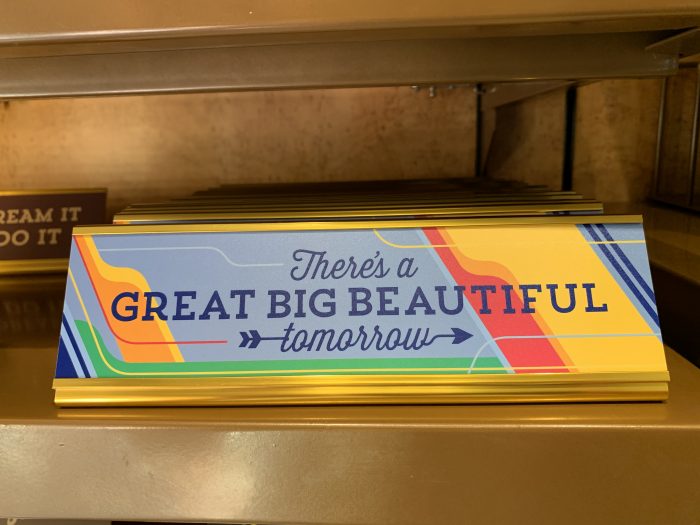 There's a
GREAT BIG BEAUTIFUL
tomorrow
REAM IT
DO IT